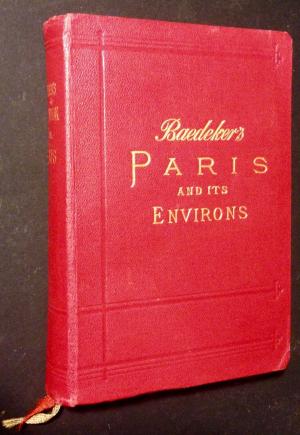 Baedeker's
PARIS
AND ITS
ENVIRONS